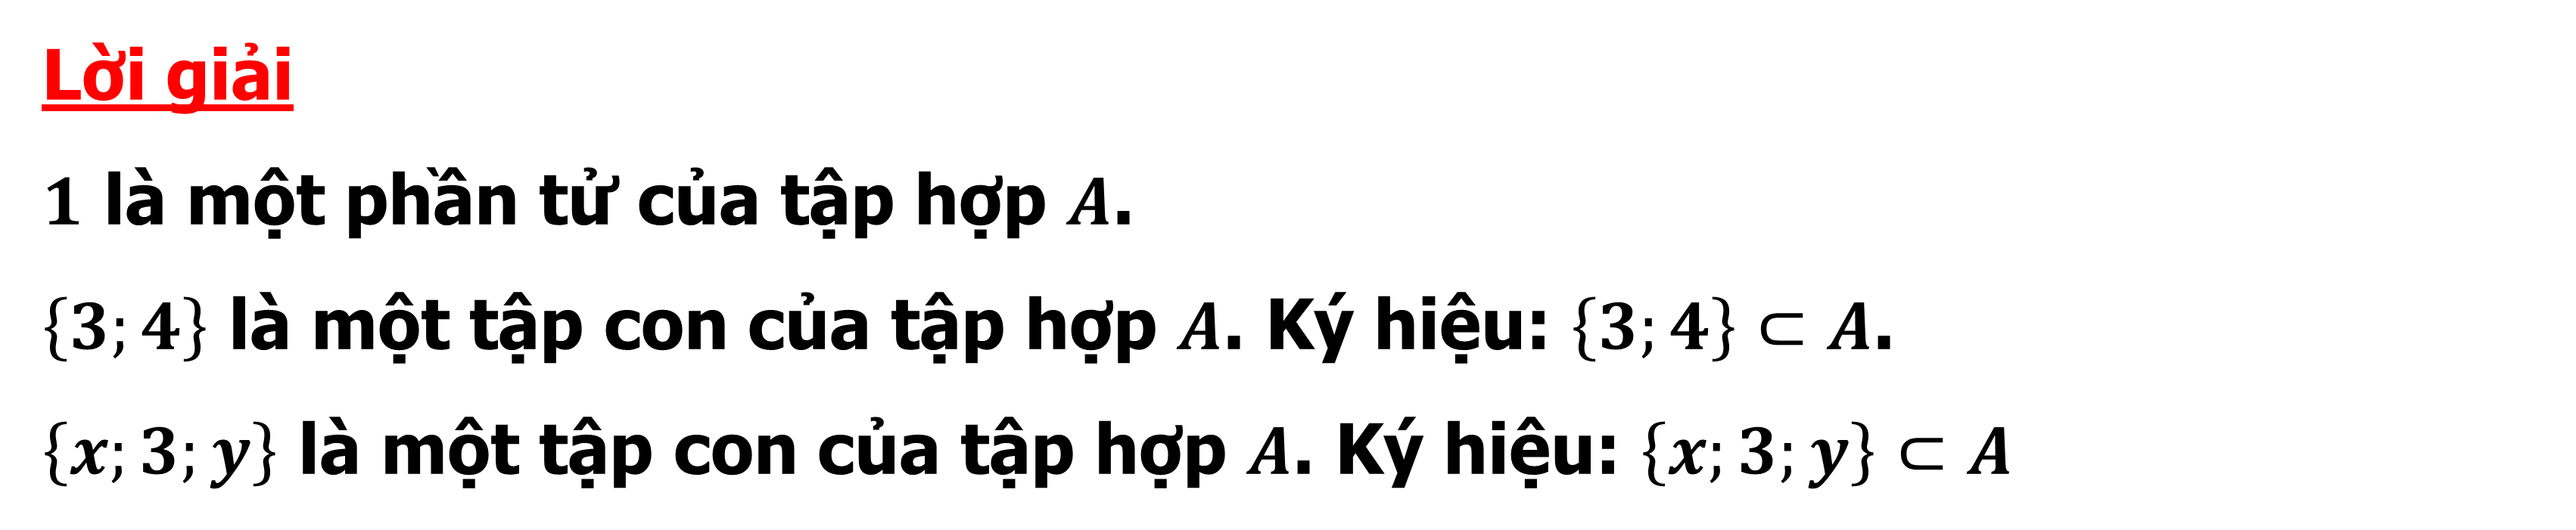 Lời giải
1 là một phần tử của tập hợp A.
{3; 4} là một tập con của tập hợp A. Ký hiệu: {3; 4} ⊂ A.
{x; 3; y} là một tập con của tập hợp A. Ký hiệu: {x; 3; y} ⊂ A